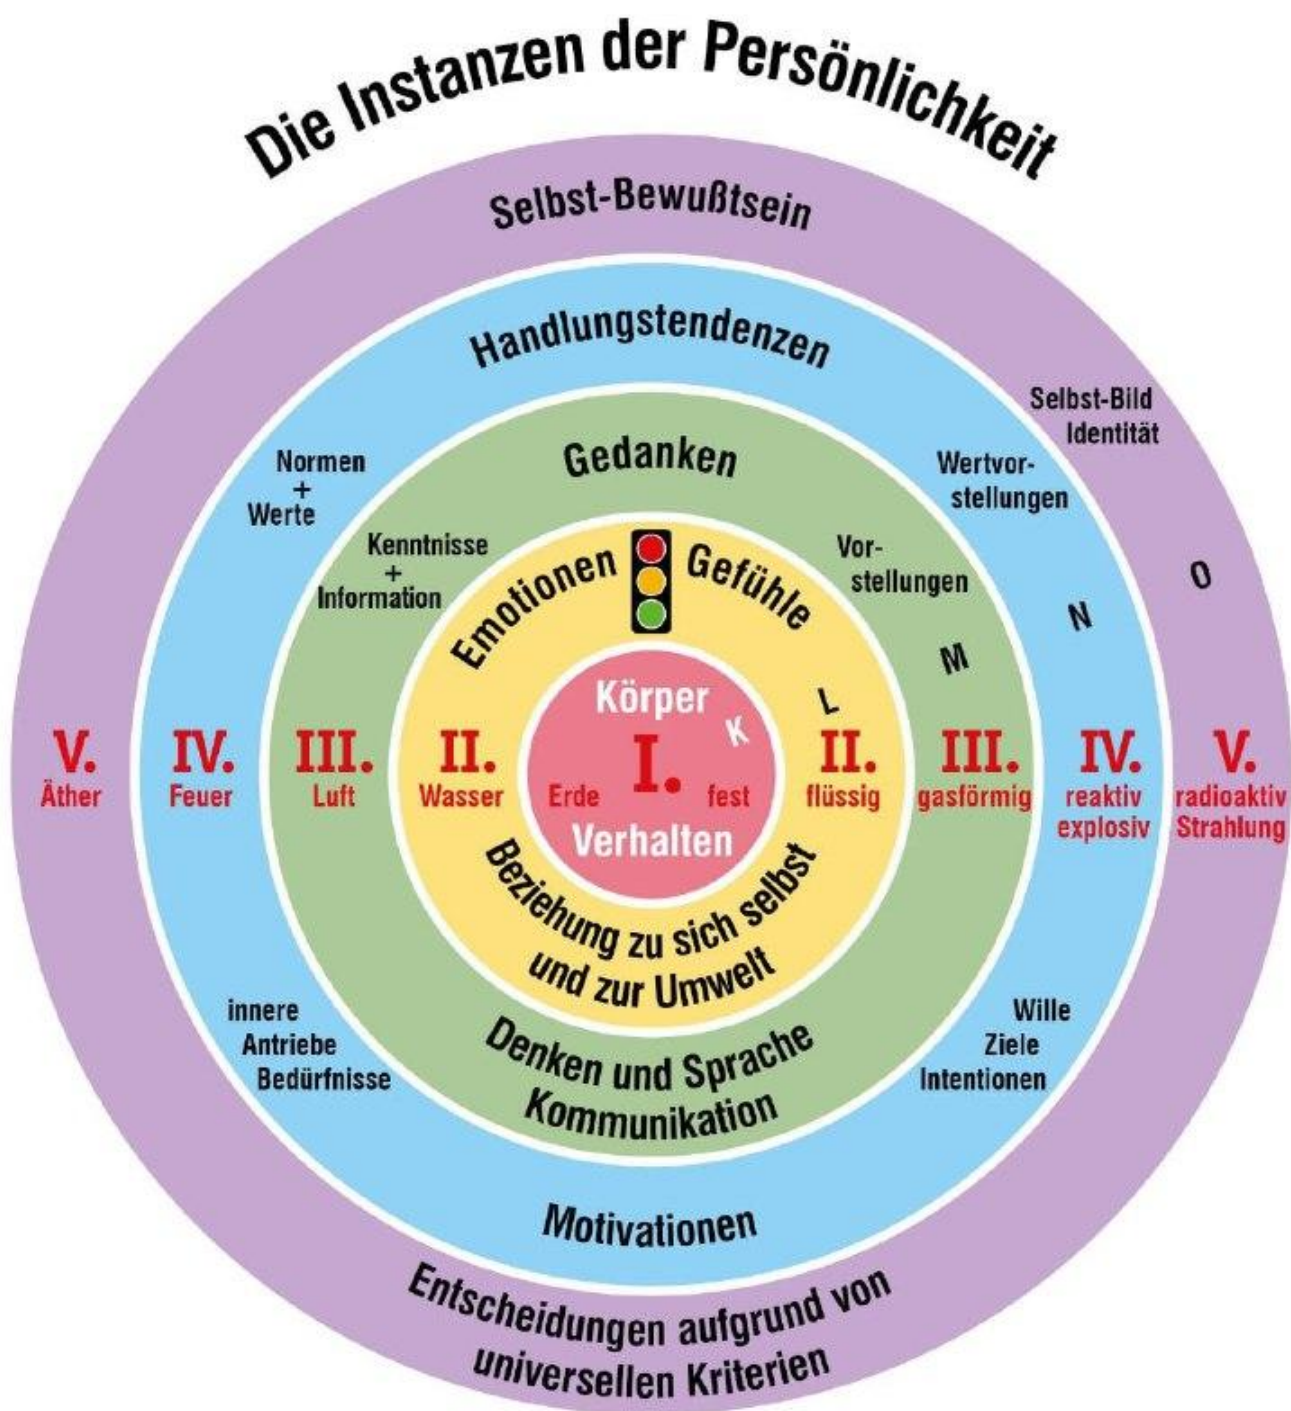 Die Instanzen der Persönlichkeit
Selbst-Bewußtsein
Handlungstendenzen
Selbst-Bild
Identität
Gedanken
Normen
+
Werte
Wertvor-
stellungen
Kenntnisse
+
Information
Vor-
stellungen
Emotionen
Gefühle
O
N
M
L
K
Körper
V.
Äther
IV.
Feuer
III.
Luft
II.
Wasser
I.
Erde
fest
II.
flüssig
III.
gasförmig
IV.
reaktiv
explosiv
V.
radioaktiv
Strahlung
Verhalten
Beziehung zu sich selbst
und zur Umwelt
innere
Antriebe
Bedürfnisse
Wille
Ziele
Intentionen
Denken und Sprache
Kommunikation
Motivationen
Entscheidungen aufgrund von
universellen Kriterien